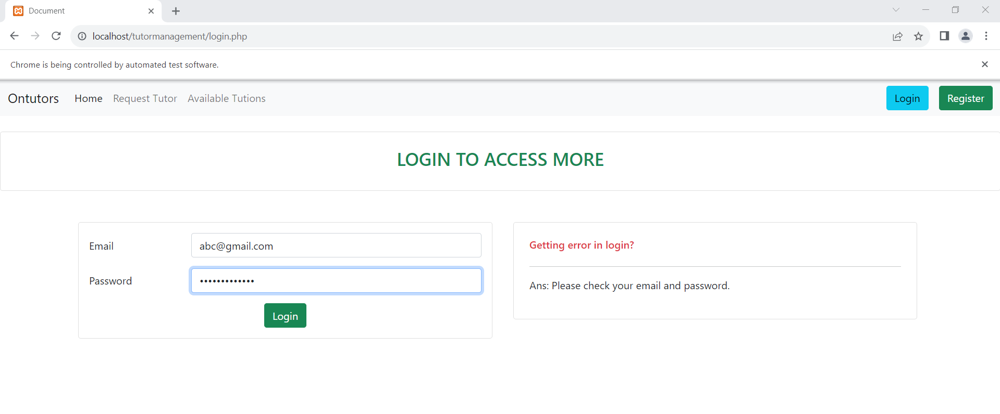 Document
localhost/tutormanagement/login.php
Chrome is being controlled by automated test software.
Ontutors Home Request Tutor Available Tutions Login Register
LOGIN TO ACCESS MORE
Email abc@gmail.com
Password •••••••••••••
Login
Getting error in login?
Ans: Please check your email and password.